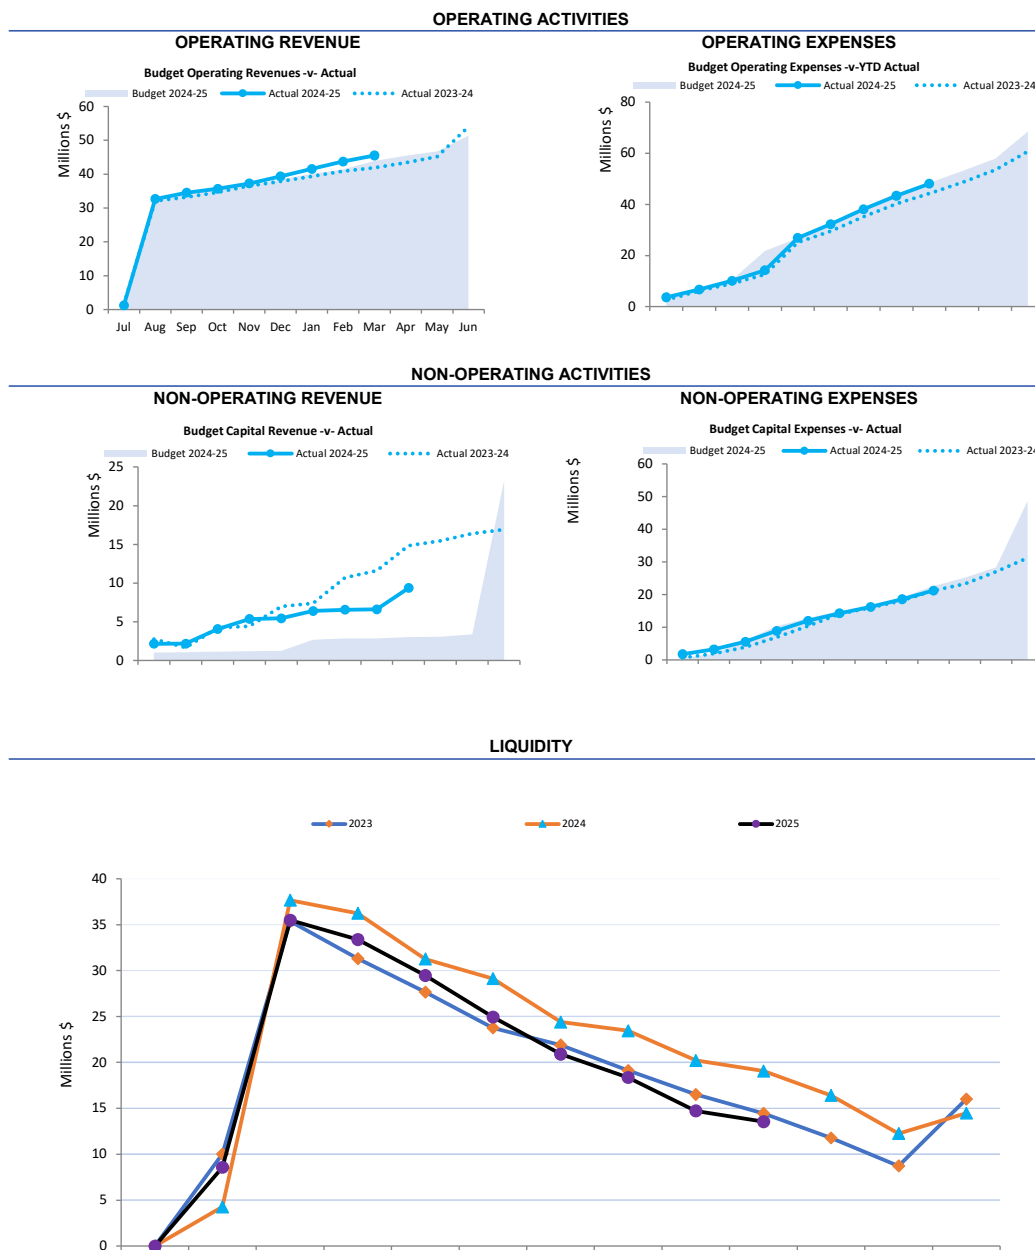 OPERATING ACTIVITIES
OPERATING REVENUE
Budget Operating Revenues -v- Actual
Budget 2024-25 Actual 2024-25 Actual 2023-24
Millions $
60
50
40
30
20
10
0
Jul Aug Sep Oct Nov Dec Jan Feb Mar Apr May Jun
OPERATING EXPENSES
Budget Operating Expenses -v-YTD Actual
Budget 2024-25 Actual 2024-25 Actual 2023-24
Millions $
80
60
40
20
0
NON-OPERATING ACTIVITIES
NON-OPERATING REVENUE
Budget Capital Revenue -v- Actual
Budget 2024-25 Actual 2024-25 Actual 2023-24
Millions $
25
20
15
10
5
0
NON-OPERATING EXPENSES
Budget Capital Expenses -v- Actual
Budget 2024-25 Actual 2024-25 Actual 2023-24
Millions $
60
50
40
30
20
10
0
LIQUIDITY
2023 2024 2025
Millions $
40
35
30
25
20
15
10
5
0